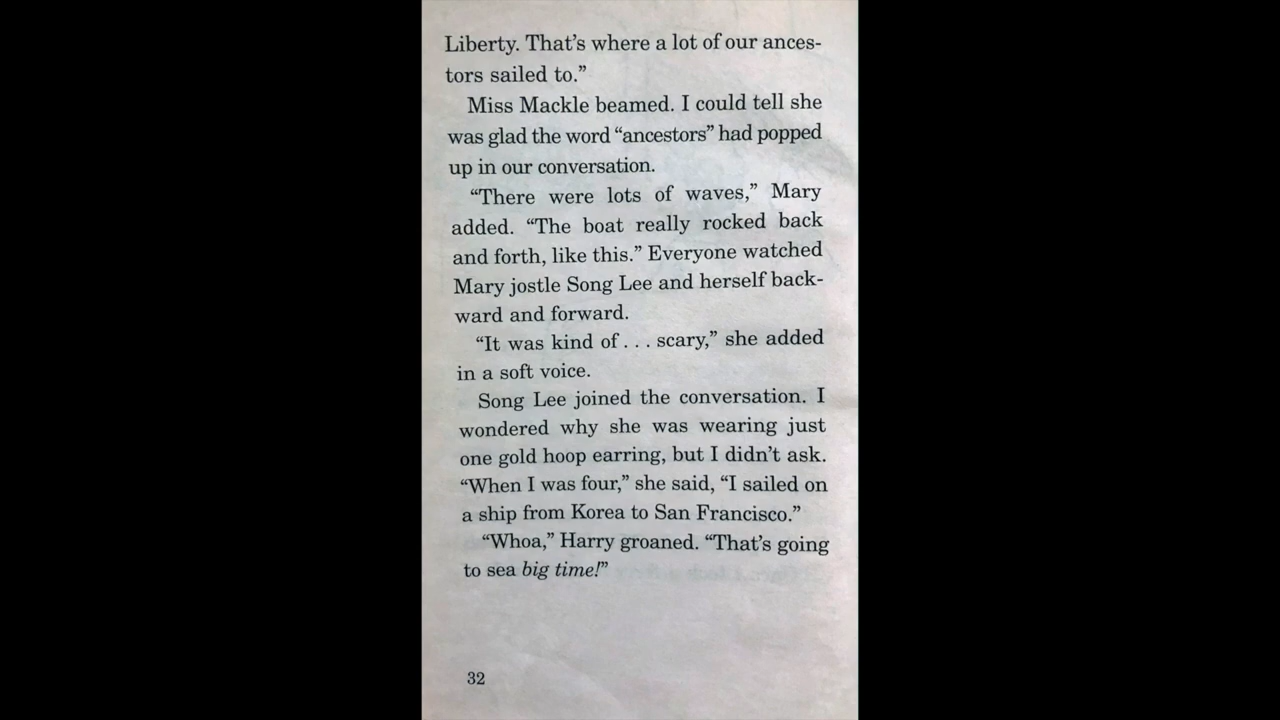 Liberty. That's where a lot of our ances-
tors sailed to.”
Miss Mackle beamed. I could tell she
was glad the word “ancestors” had popped
up in our conversation.
“There were lots of waves,” Mary
added. “The boat really rocked back
and forth, like this.” Everyone watched
Mary jostle Song Lee and herself back-
ward and forward.
“It was kind of . . . scary,” she added
in a soft voice.
Song Lee joined the conversation. I
wondered why she was wearing just
one gold hoop earring, but I didn't ask.
“When I was four,” she said, “I sailed on
a ship from Korea to San Francisco.”
“Whoa,” Harry groaned. “That's going
to sea big time!”
32